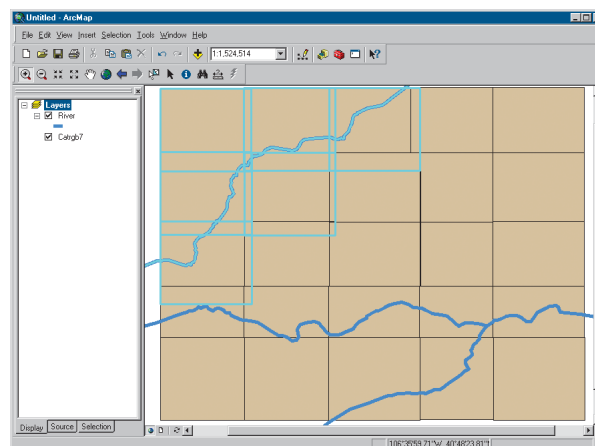 Untitled - ArcMap
File Edit View Insert Selection Tools Window Help
1:1,524,514
Layers
River
Catrgb7
Display Source Selection
106°35'59.71"W 40°48'23.81"N